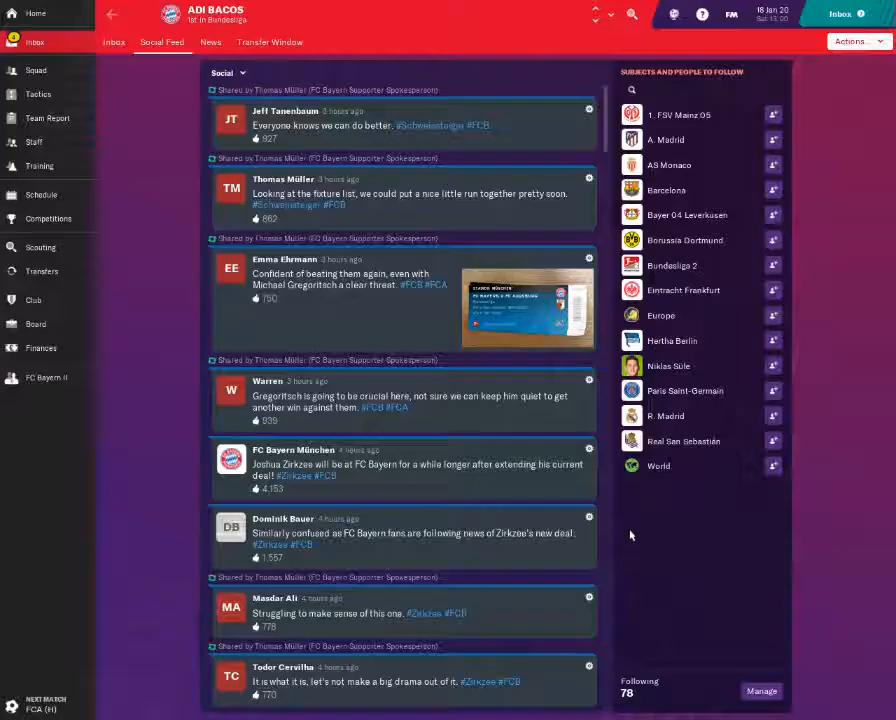 Home
ADI BACOS
1st in Bundesliga
FM
18 Jan 20
Sat 13:00
Inbox
4
Inbox
Inbox
Social Feed
News
Transfer Window
Actions...
Squad
Tactics
Team Report
Staff
Training
Schedule
Competitions
Scouting
Transfers
Club
Board
Finances
FC Bayern II
NEXT MATCH
FCA (H)
Social
Shared by Thomas Müller (FC Bayern Supporter Spokesperson)
JT
Jeff Tanenbaum 3 hours ago
Everyone knows we can do better. #Schweinsteiger #FCB
927
Shared by Thomas Müller (FC Bayern Supporter Spokesperson)
TM
Thomas Müller 3 hours ago
Looking at the fixture list, we could put a nice little run together pretty soon.
#Schweinsteiger #FCB
862
Shared by Thomas Müller (FC Bayern Supporter Spokesperson)
EE
Emma Ehrmann 3 hours ago
Confident of beating them again, even with
Michael Gregoritsch a clear threat. #FCB #FCA
750
FC BAYERN v FC AUGSBURG
Shared by Thomas Müller (FC Bayern Supporter Spokesperson)
W
Warren 3 hours ago
Gregoritsch is going to be crucial here, not sure we can keep him quiet to get
another win against them. #FCB #FCA
939
FC Bayern München 4 hours ago
Joshua Zirkzee will be at FC Bayern for a while longer after extending his current
deal! #Zirkzee #FCB
4,153
DB
Dominik Bauer 4 hours ago
Similarly confused as FC Bayern fans are following news of Zirkzee's new deal.
#Zirkzee #FCB
1,557
Shared by Thomas Müller (FC Bayern Supporter Spokesperson)
MA
Masdar Ali 4 hours ago
Struggling to make sense of this one. #Zirkzee #FCB
778
Shared by Thomas Müller (FC Bayern Supporter Spokesperson)
TC
Todor Cervilha 4 hours ago
It is what it is, let's not make a big drama out of it. #Zirkzee #FCB
770
SUBJECTS AND PEOPLE TO FOLLOW
1. FSV Mainz 05
A. Madrid
AS Monaco
Barcelona
Bayer 04 Leverkusen
Borussia Dortmund
Bundesliga 2
Eintracht Frankfurt
Europe
Hertha Berlin
Niklas Süle
Paris Saint-Germain
R. Madrid
Real San Sebastián
World
Following
78
Manage